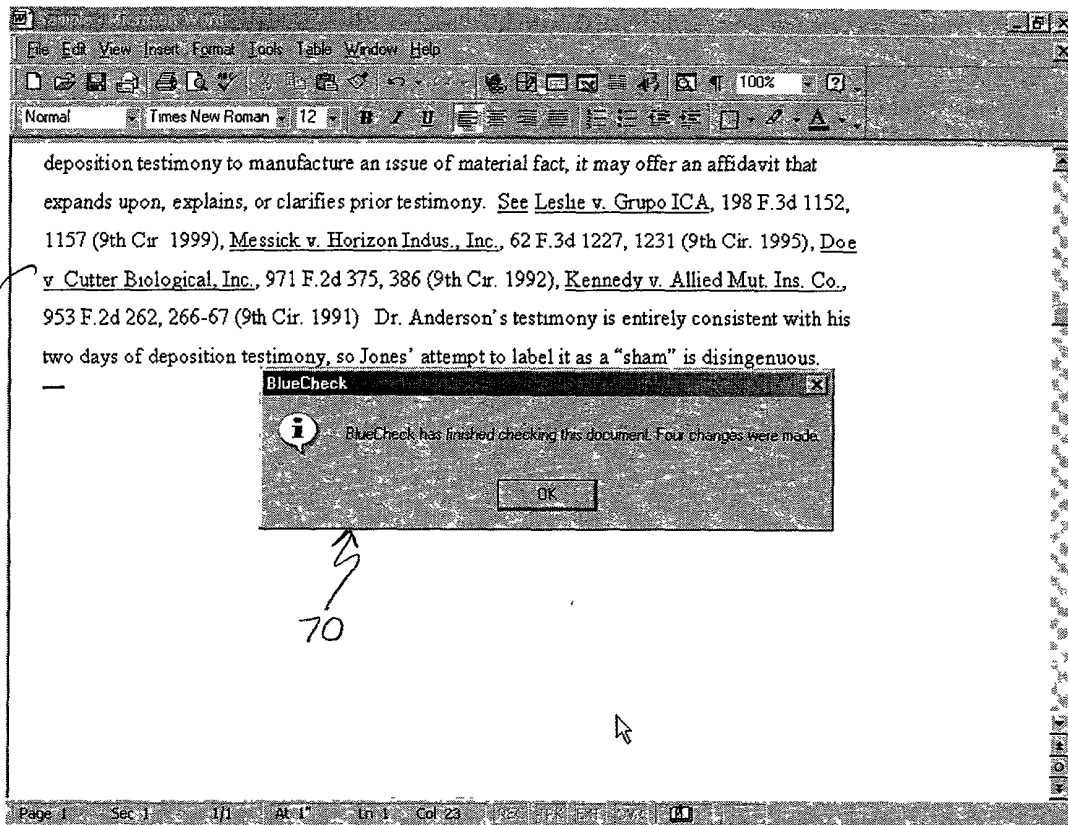 Microsoft Word
File Edit View Insert Format Tools Table Window Help
100%
Normal Times New Roman 12 B I U A
deposition testimony to manufacture an issue of material fact, it may offer an affidavit that
expands upon, explains, or clarifies prior testimony. See Leslie v. Grupo ICA, 198 F.3d 1152,
1157 (9th Cir 1999), Messick v. Horizon Indus., Inc., 62 F.3d 1227, 1231 (9th Cir. 1995), Doe
v Cutter Biological, Inc., 971 F.2d 375, 386 (9th Cir. 1992), Kennedy v. Allied Mut. Ins. Co.,
953 F.2d 262, 266-67 (9th Cir. 1991) Dr. Anderson's testimony is entirely consistent with his
two days of deposition testimony, so Jones' attempt to label it as a “sham” is disingenuous.
BlueCheck
BlueCheck has finished checking this document. Four changes were made.
OK
70
Page 1 Sec 1 1/1 At 1" Ln 1 Col 23 REC TRK EXT OVR